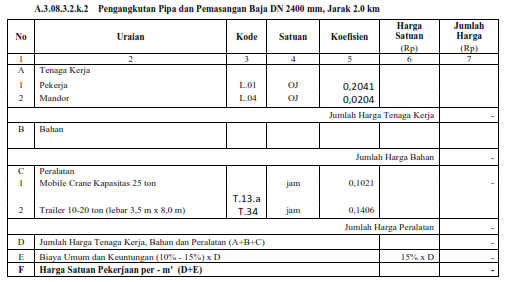 A.3.08.3.2.k.2 Pengangkutan Pipa dan Pemasangan Baja DN 2400 mm, Jarak 2.0 km
No Uraian Kode Satuan Koefisien Harga Satuan (Rp) Jumlah Harga (Rp)
1 2 3 4 5 6 7
A Tenaga Kerja
1 Pekerja L.01 OJ 0,2041
2 Mandor L.04 OJ 0,0204
Jumlah Harga Tenaga Kerja -
B Bahan
Jumlah Harga Bahan -
C Peralatan
1 Mobile Crane Kapasitas 25 ton jam 0,1021 -
T.13.a
2 Trailer 10-20 ton (lebar 3,5 m x 8,0 m) T.34 jam 0,1406
Jumlah Harga Peralatan -
D Jumlah Harga Tenaga Kerja, Bahan dan Peralatan (A+B+C) -
E Biaya Umum dan Keuntungan (10% - 15%) x D 15% x D -
F Harga Satuan Pekerjaan per - m' (D+E) -